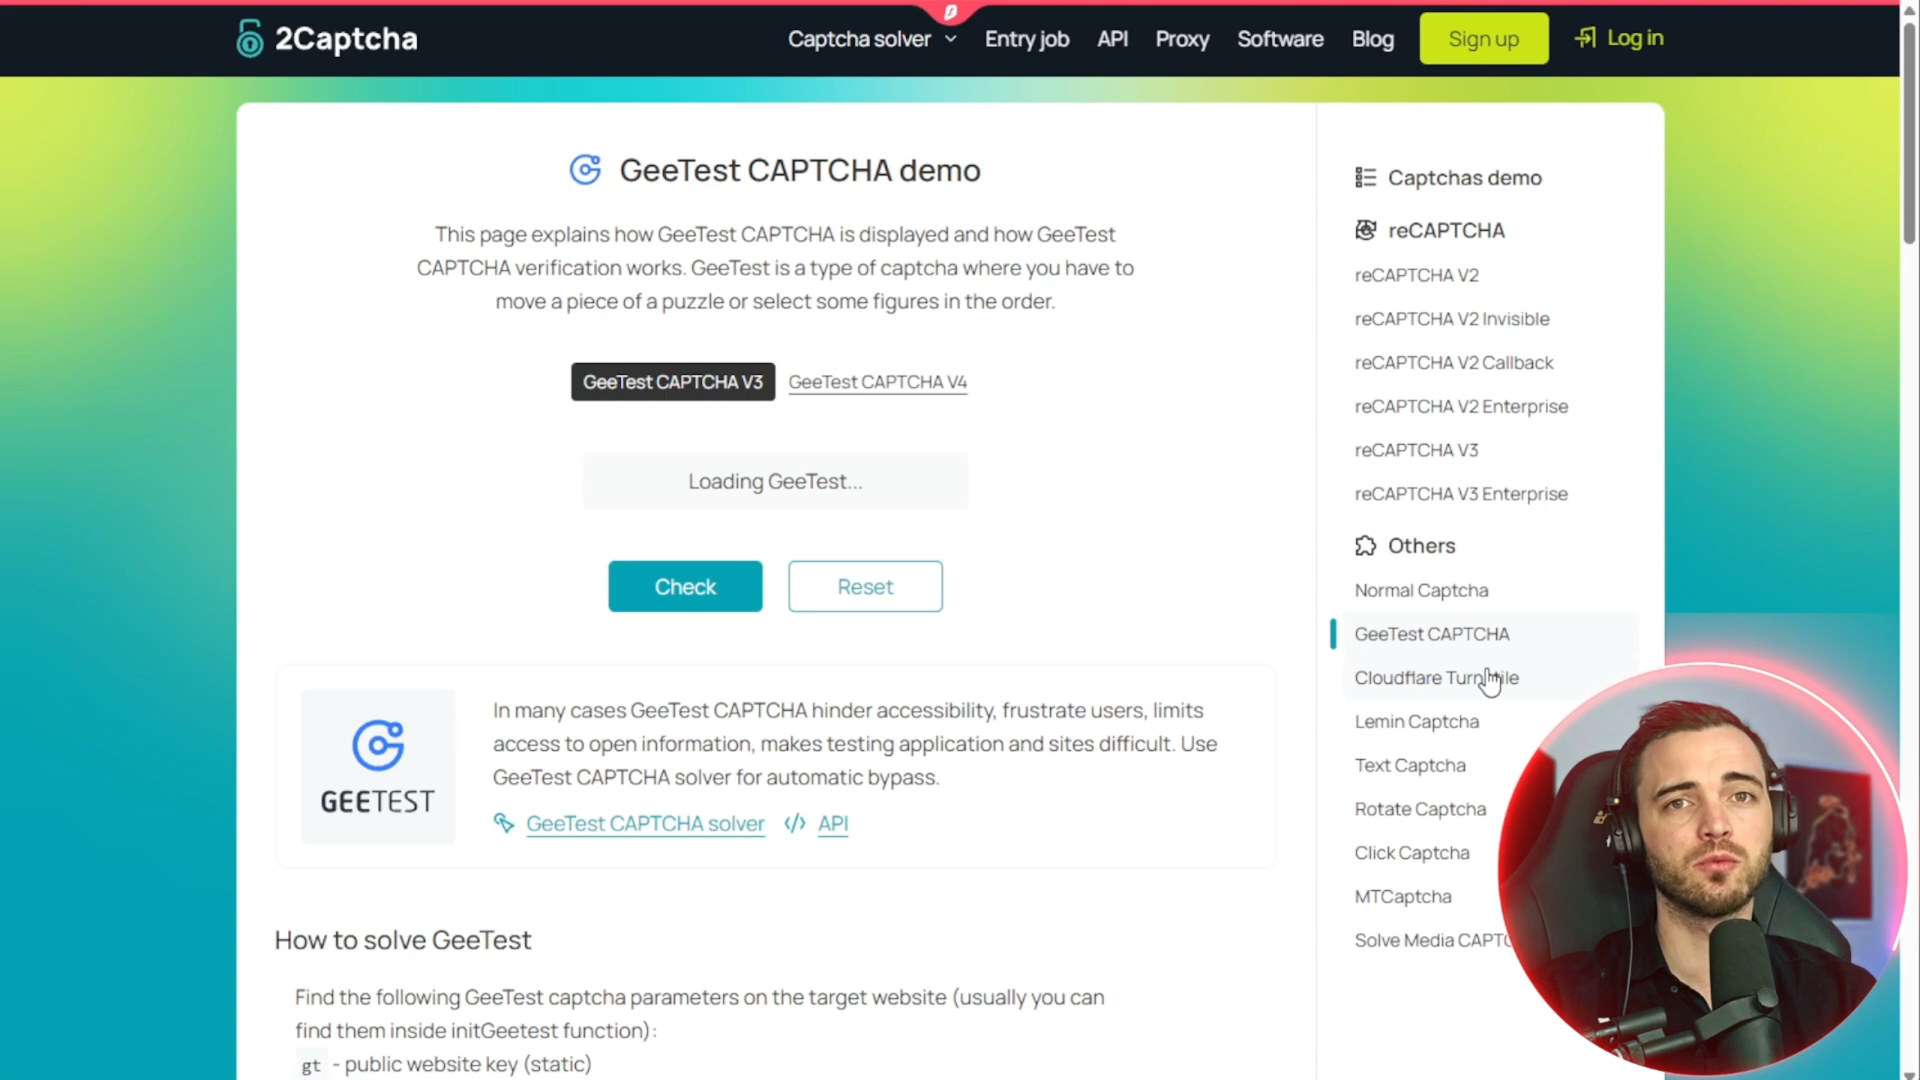 2Captcha
Captcha solver
Entry job
API
Proxy
Software
Blog
Sign up
Log in
GeeTest CAPTCHA demo
This page explains how GeeTest CAPTCHA is displayed and how GeeTest
CAPTCHA verification works. GeeTest is a type of captcha where you have to
move a piece of a puzzle or select some figures in the order.
GeeTest CAPTCHA V3
GeeTest CAPTCHA V4
Loading GeeTest...
Check
Reset
GEETEST
In many cases GeeTest CAPTCHA hinder accessibility, frustrate users, limits
access to open information, makes testing application and sites difficult. Use
GeeTest CAPTCHA solver for automatic bypass.
GeeTest CAPTCHA solver
API
How to solve GeeTest
Find the following GeeTest captcha parameters on the target website (usually you can
find them inside initGeetest function):
gt - public website key (static)
Captchas demo
reCAPTCHA
reCAPTCHA V2
reCAPTCHA V2 Invisible
reCAPTCHA V2 Callback
reCAPTCHA V2 Enterprise
reCAPTCHA V3
reCAPTCHA V3 Enterprise
Others
Normal Captcha
GeeTest CAPTCHA
Cloudflare Turnstile
Lemin Captcha
Text Captcha
Rotate Captcha
Click Captcha
MTCaptcha
Solve Media